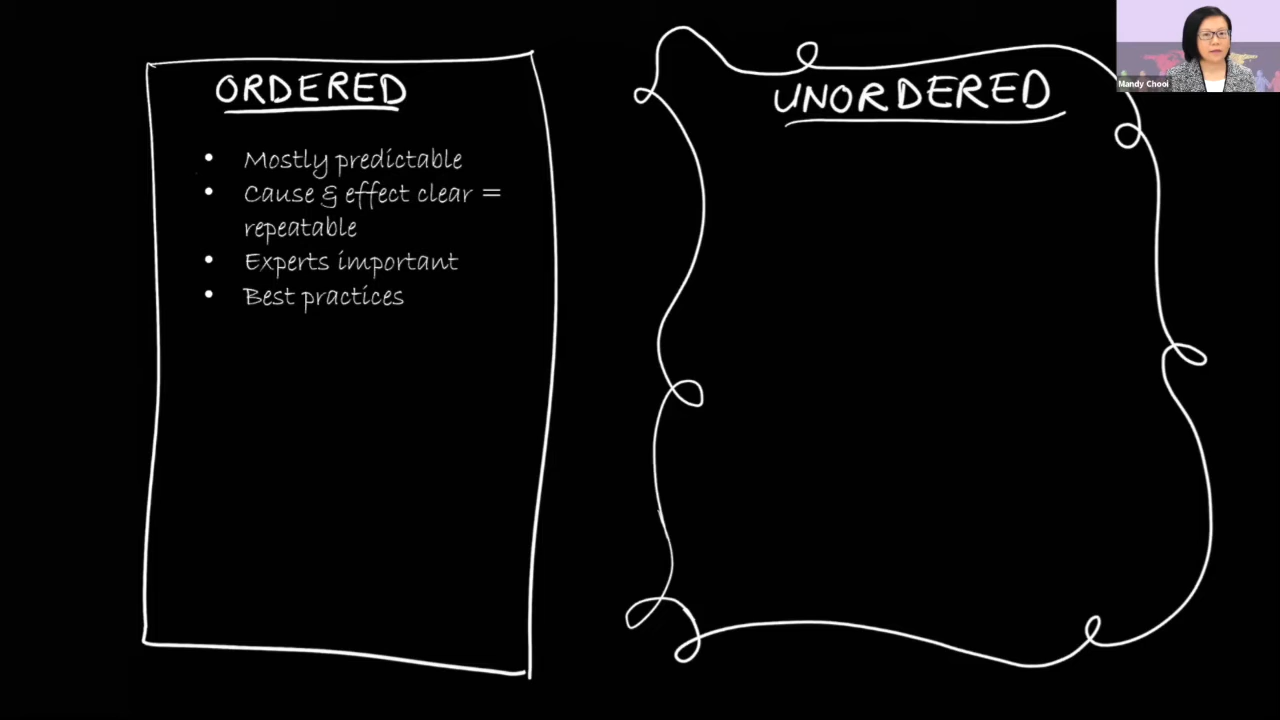 ORDERED
• Mostly predictable
• Cause & effect clear =
repeatable
• Experts important
• Best practices
UNORDERED
Mandy Chooi